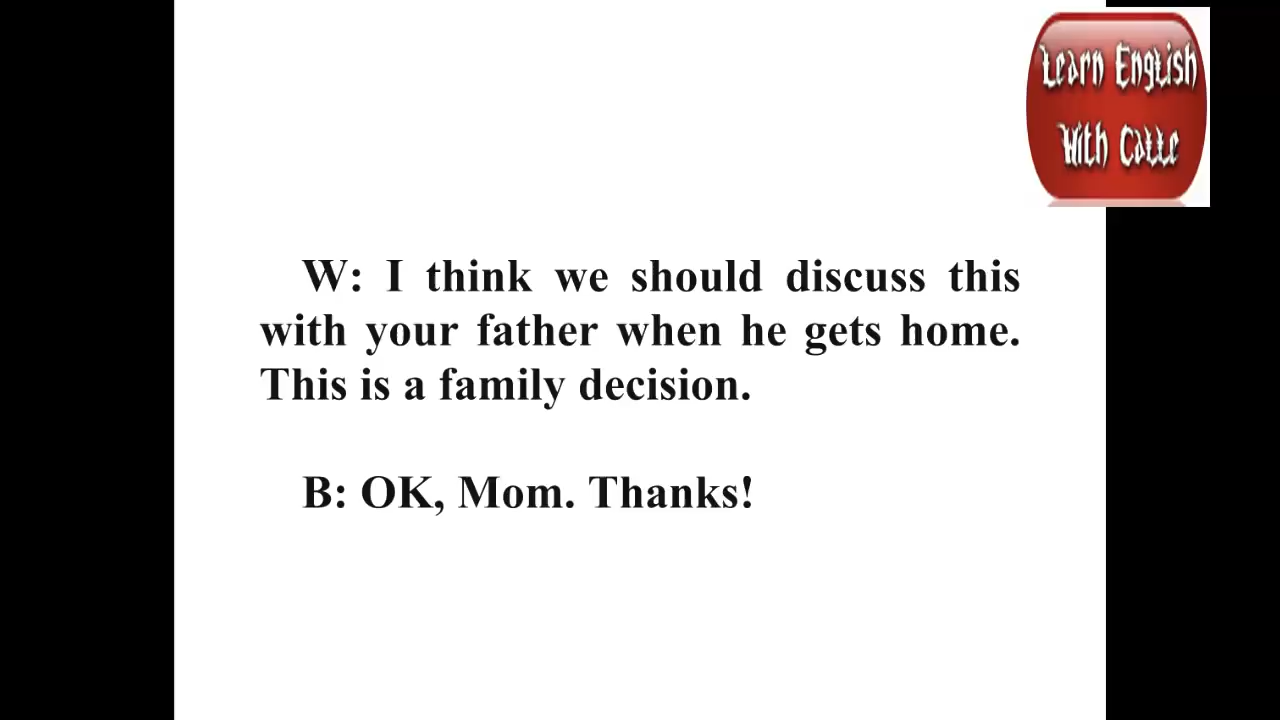 Learn English
With Catte
W: I think we should discuss this
with your father when he gets home.
This is a family decision.
B: OK, Mom. Thanks!